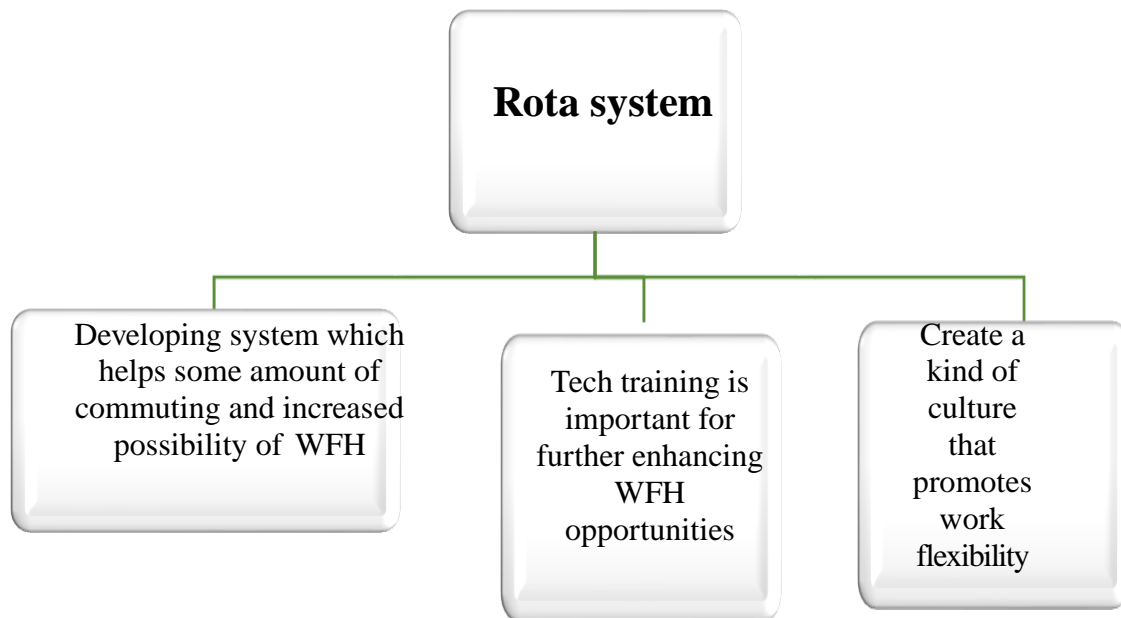 Rota system
Developing system which
helps some amount of
commuting and increased
possibility of WFH
Tech training is
important for
further enhancing
WFH
opportunities
Create a
kind of
culture
that
promotes
work
flexibility